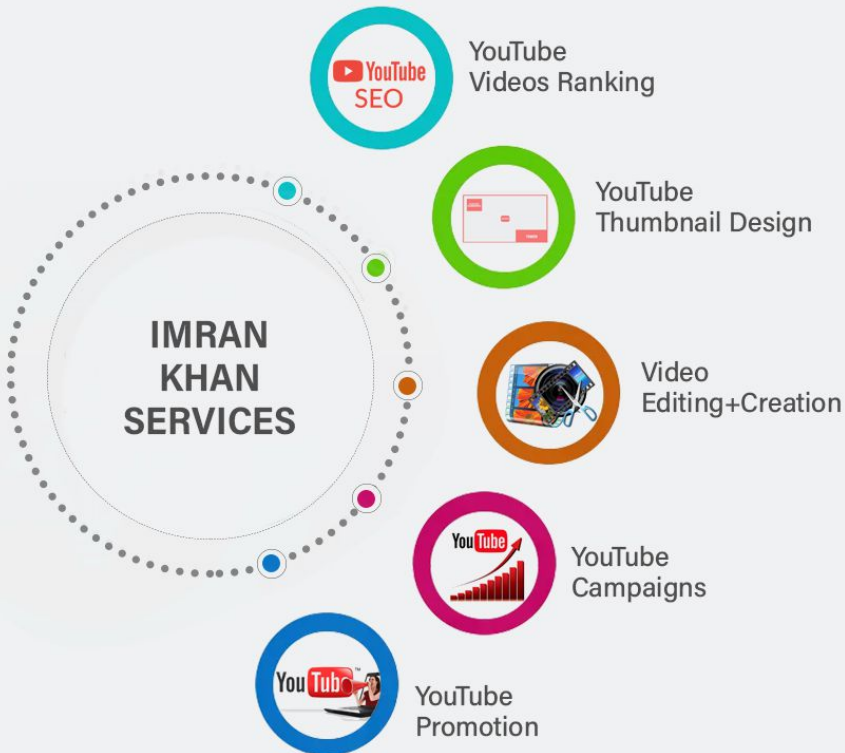 YouTube
SEO
YouTube
Videos Ranking
YouTube
Thumbnail Design
IMRAN
KHAN
SERVICES
Video
Editing+Creation
YouTube
YouTube
Campaigns
YouTube
YouTube
Promotion